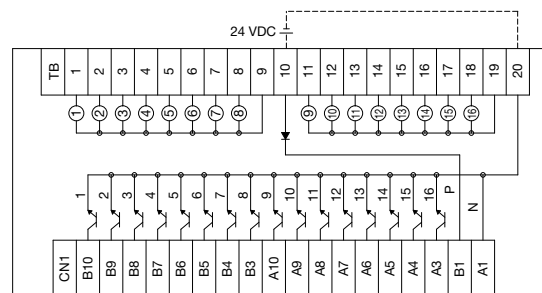 24 VDC
TB 1 2 3 4 5 6 7 8 9 10 11 12 13 14 15 16 17 18 19 20
1 2 3 4 5 6 7 8 9 10 11 12 13 14 15 16
1 2 3 4 5 6 7 8 9 10 11 12 13 14 15 16 P N
CN1 B10 B9 B8 B7 B6 B5 B4 B3 A10 A9 A8 A7 A6 A5 A4 A3 B1 A1